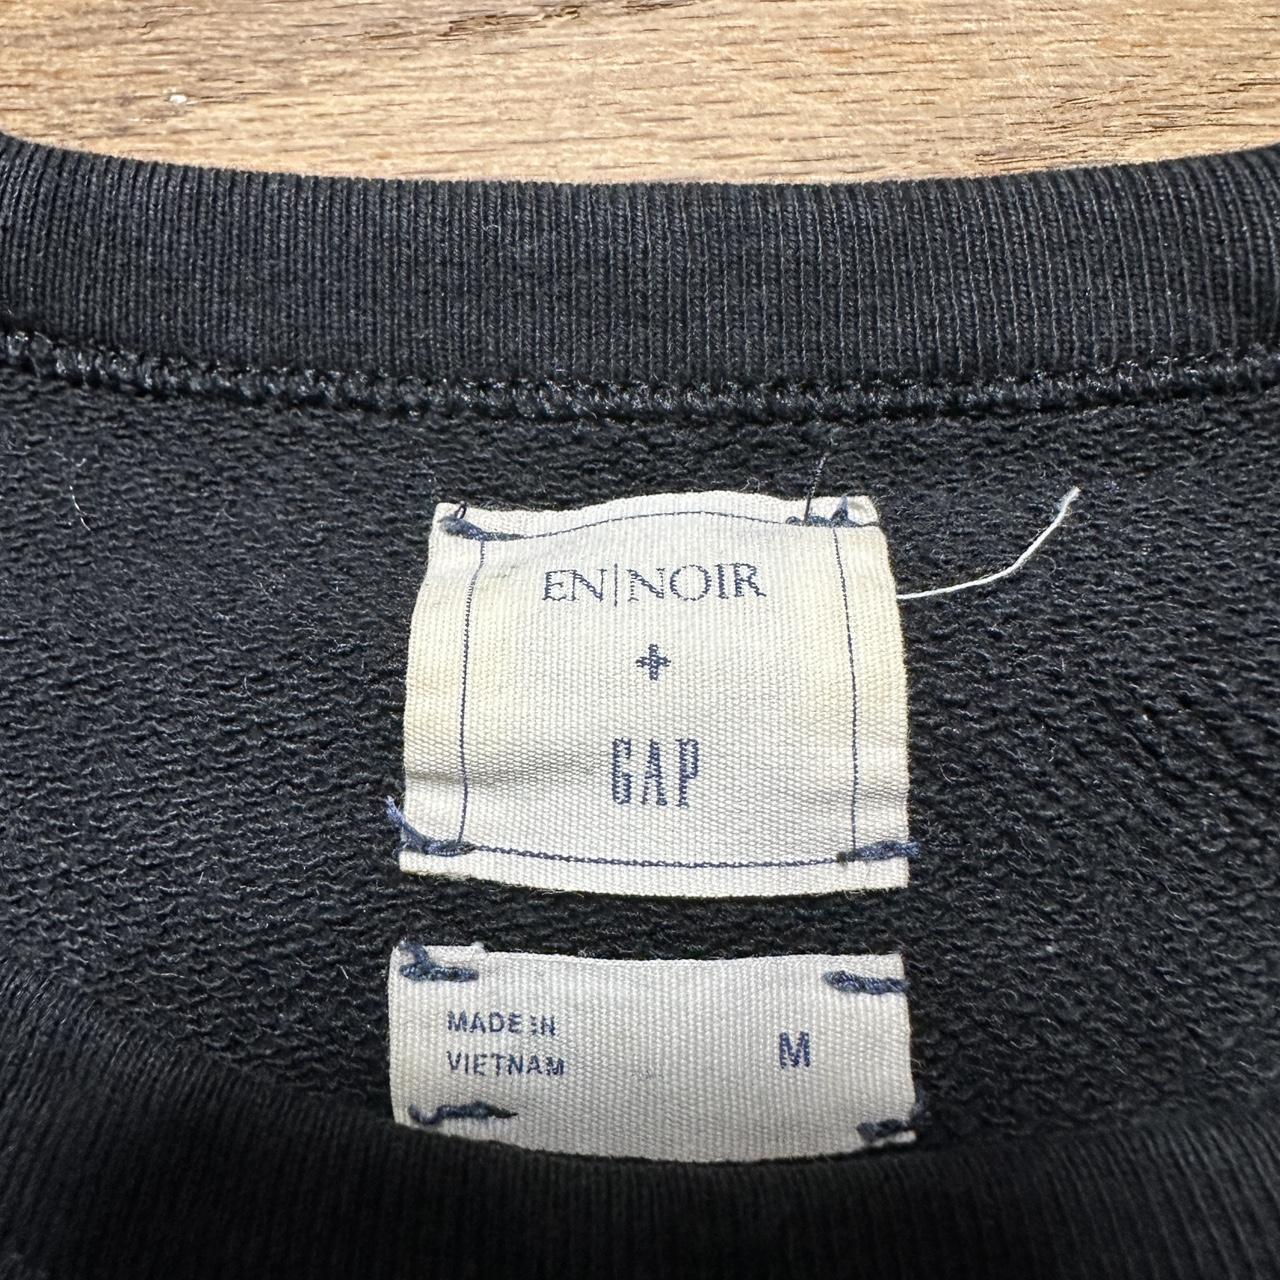 EN|NOIR
+
GAP
MADE IN
VIETNAM
M